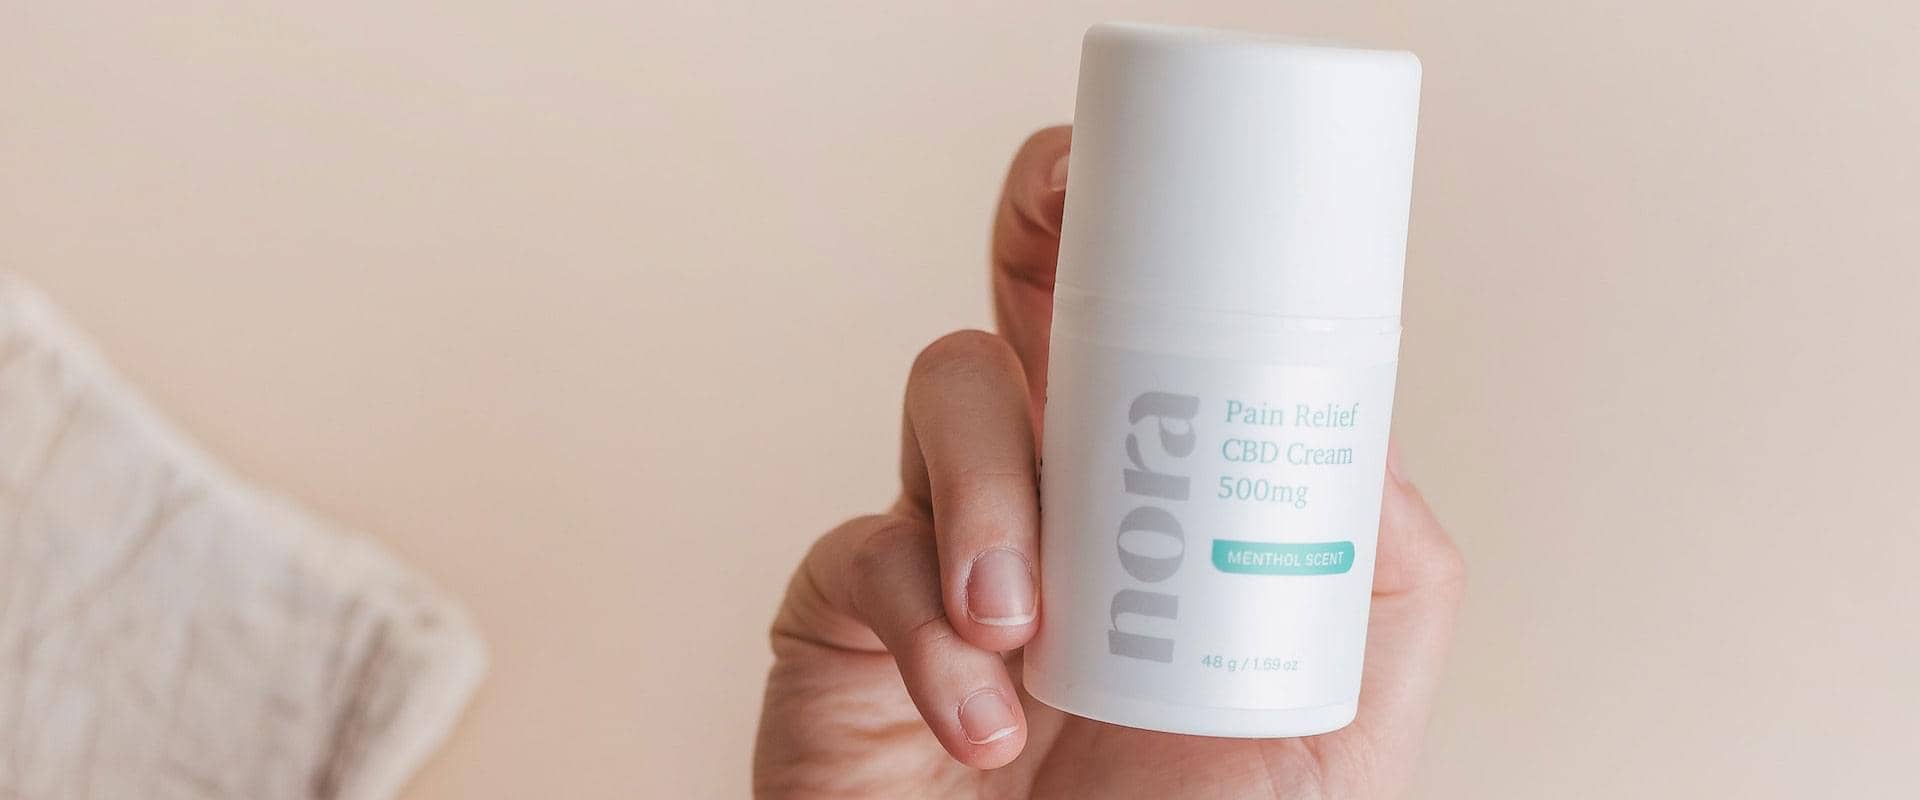 nora
Pain Relief
CBD Cream
500mg
MENTHOL SCENT
48 g / 1.69 oz